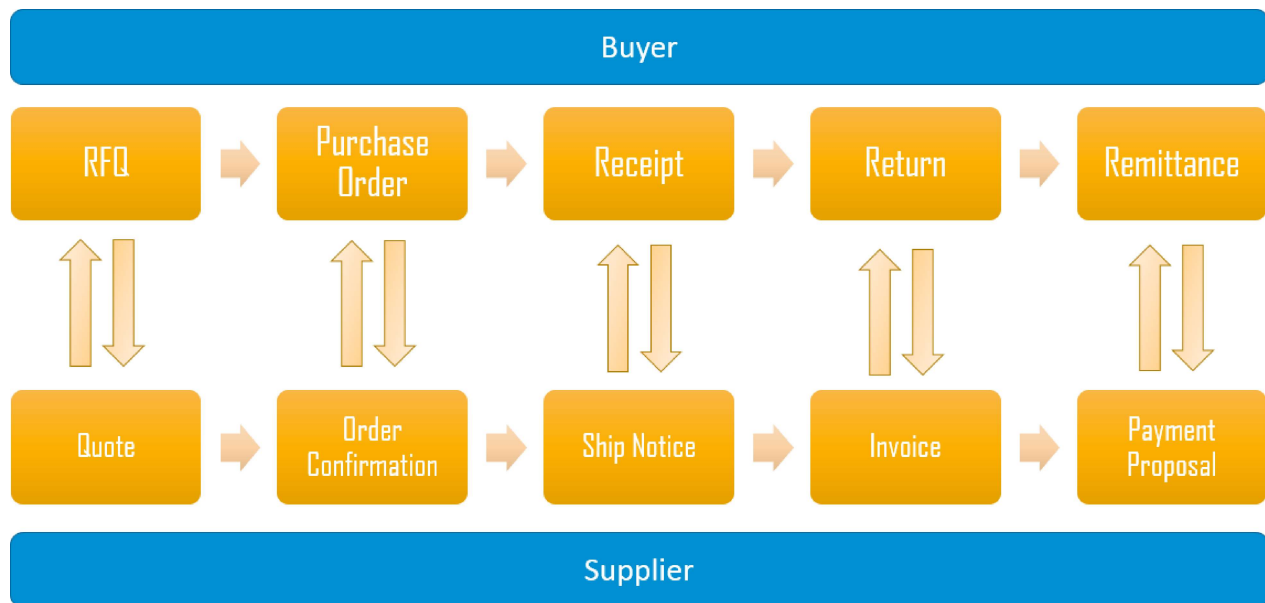 Buyer
RFQ
Purchase
Order
Receipt
Return
Remittance
Quote
Order
Confirmation
Ship Notice
Invoice
Payment
Proposal
Supplier